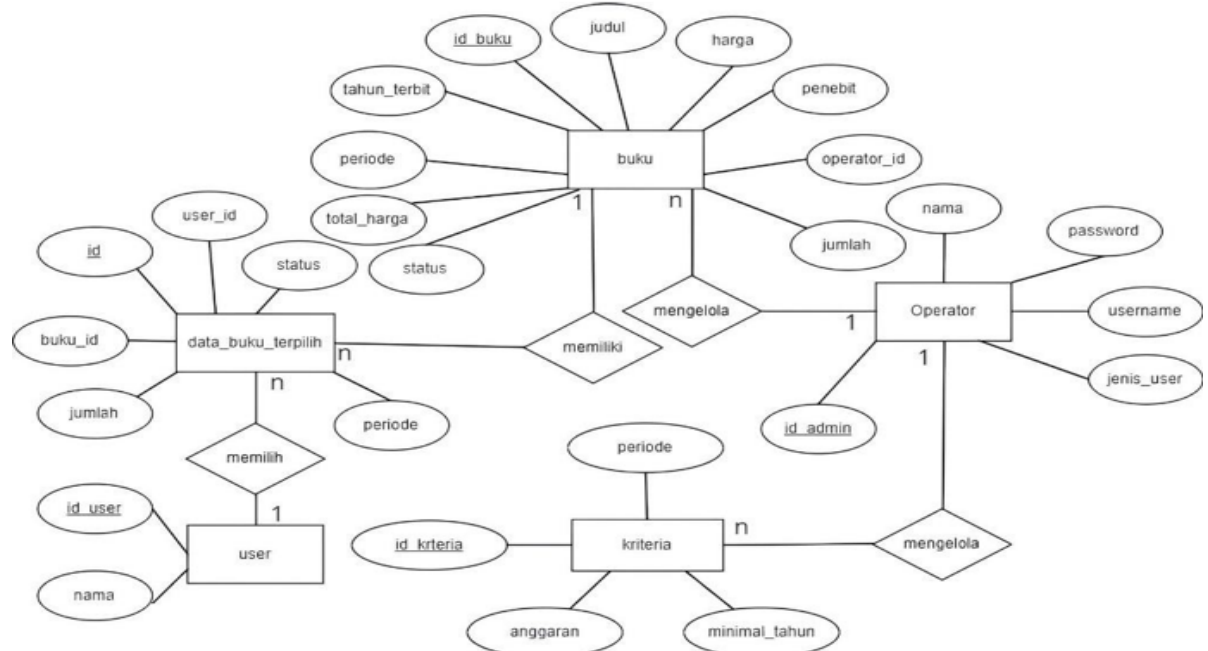 judul
id_buku
harga
tahun_terbit
penebit
buku
periode
operator_id
1
n
user_id
total_harga
nama
id
status
status
jumlah
password
mengelola
1
Operator
username
buku_id
data_buku_terpilih
n
memiliki
1
n
jenis_user
jumlah
periode
id_admin
memilih
periode
id_user
1
n
user
id_krteria
kriteria
mengelola
nama
anggaran
minimal_tahun